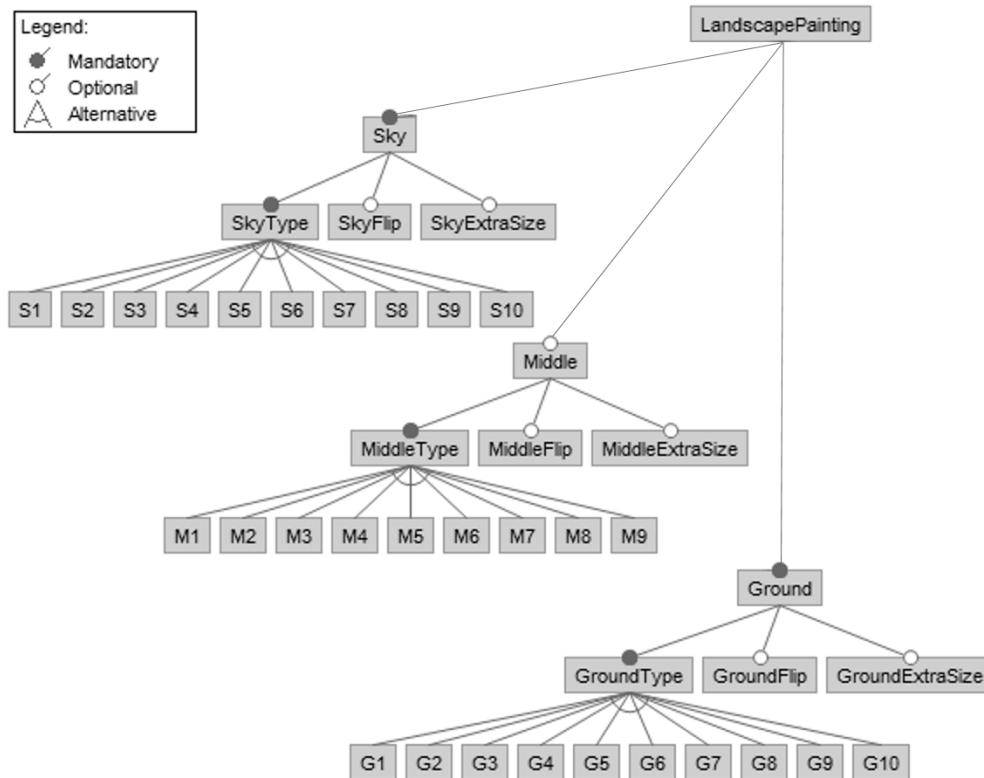 Legend:
Mandatory
Optional
Alternative
LandscapePainting
Sky
SkyType SkyFlip SkyExtraSize
S1 S2 S3 S4 S5 S6 S7 S8 S9 S10
Middle
MiddleType MiddleFlip MiddleExtraSize
M1 M2 M3 M4 M5 M6 M7 M8 M9
Ground
GroundType GroundFlip GroundExtraSize
G1 G2 G3 G4 G5 G6 G7 G8 G9 G10